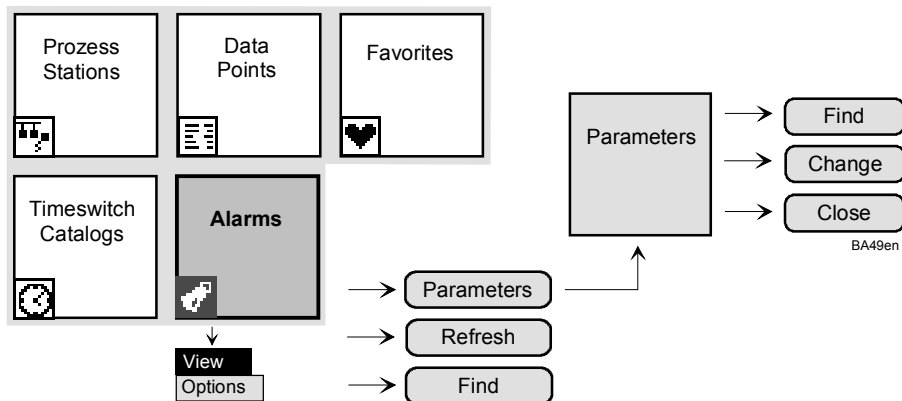 Prozess
Stations
Data
Points
Favorites
Timeswitch
Catalogs
Alarms
View
Options
Parameters
Refresh
Find
Parameters
Find
Change
Close
BA49en